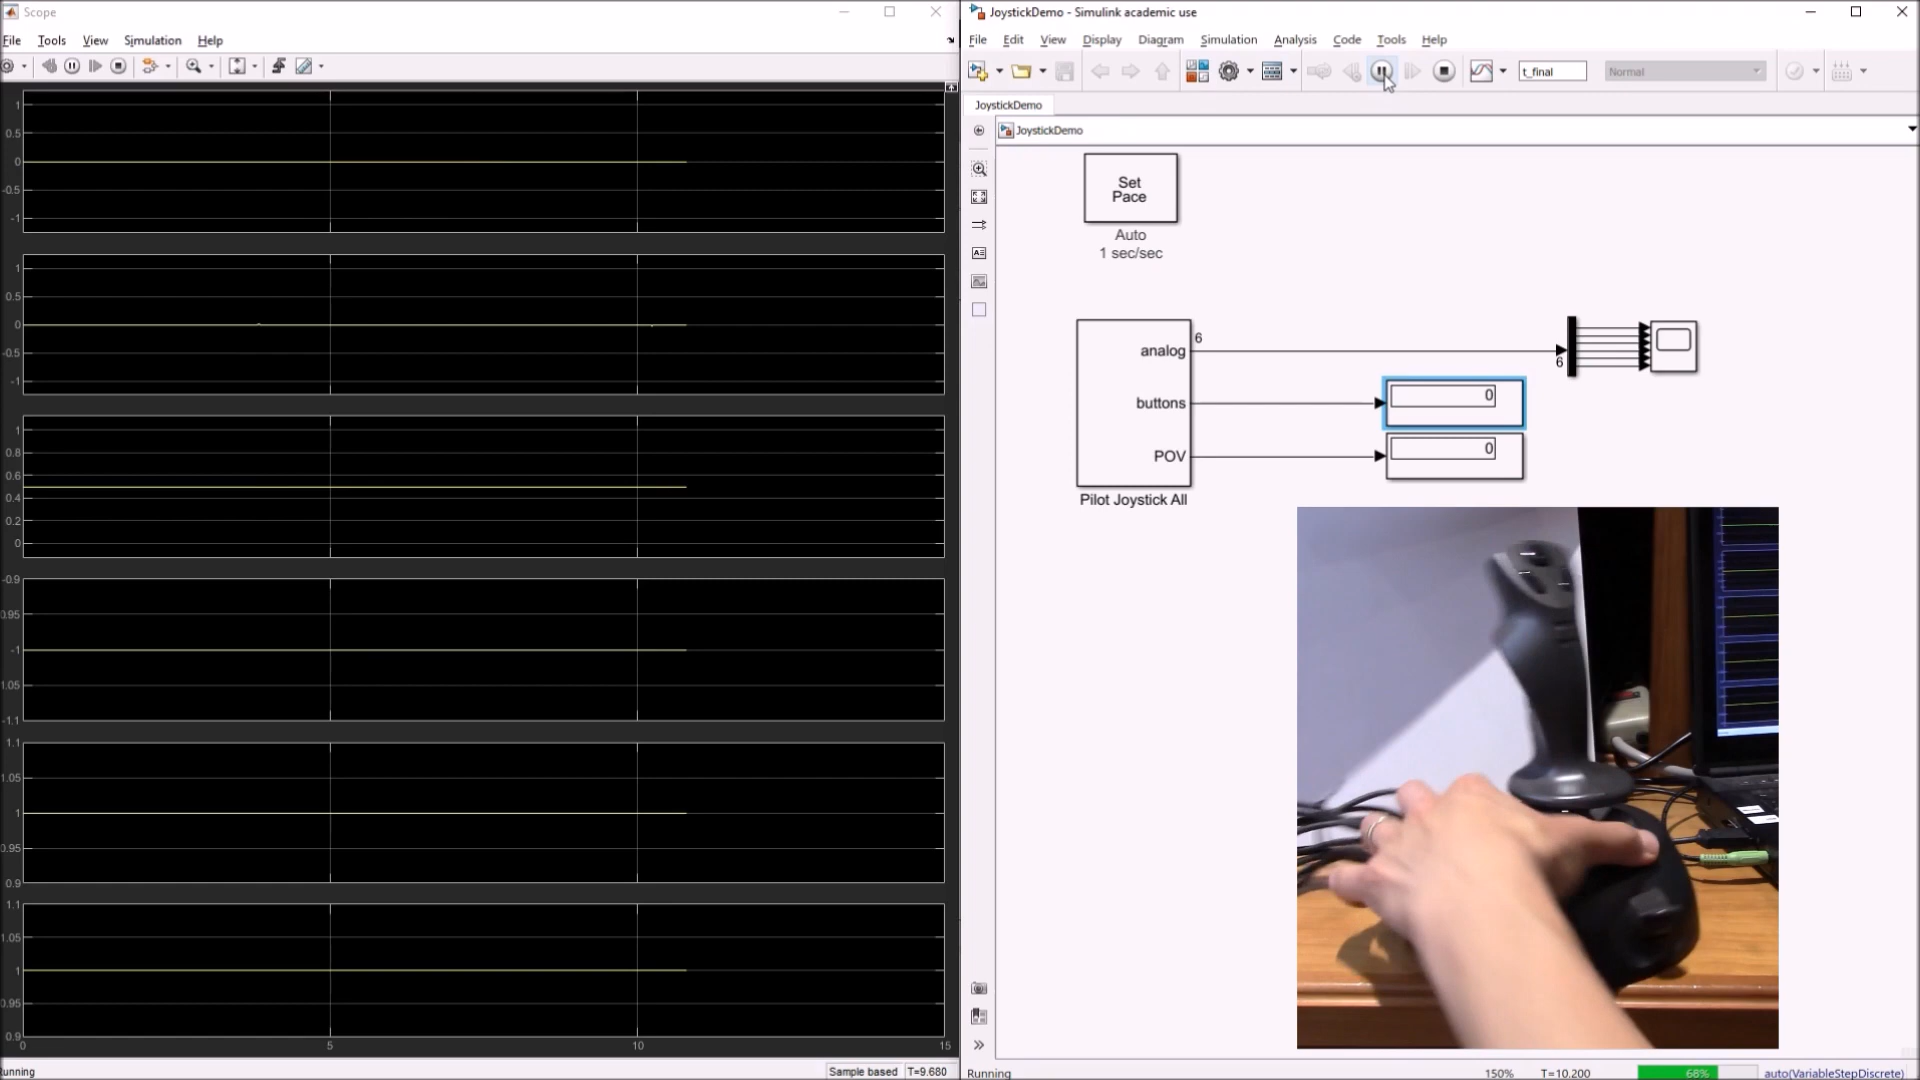 Scope
File Tools View Simulation Help
1
0.5
0
-0.5
-1
1
0.5
0
-0.5
-1
1
0.8
0.6
0.4
0.2
0
-0.9
0.95
-1
1.05
-1.1
1.1
1.05
1
0.95
0.9
1.1
1.05
1
0.95
0.9
0 5 10 15
unning Sample based T=9.680
JoystickDemo - Simulink academic use
File Edit View Display Diagram Simulation Analysis Code Tools Help
t_final Normal
JoystickDemo
JoystickDemo
Set
Pace
Auto
1 sec/sec
analog 6 6
buttons 0
POV 0
Pilot Joystick All
Running 150% T=10.200 68% auto(VariableStepDiscrete)